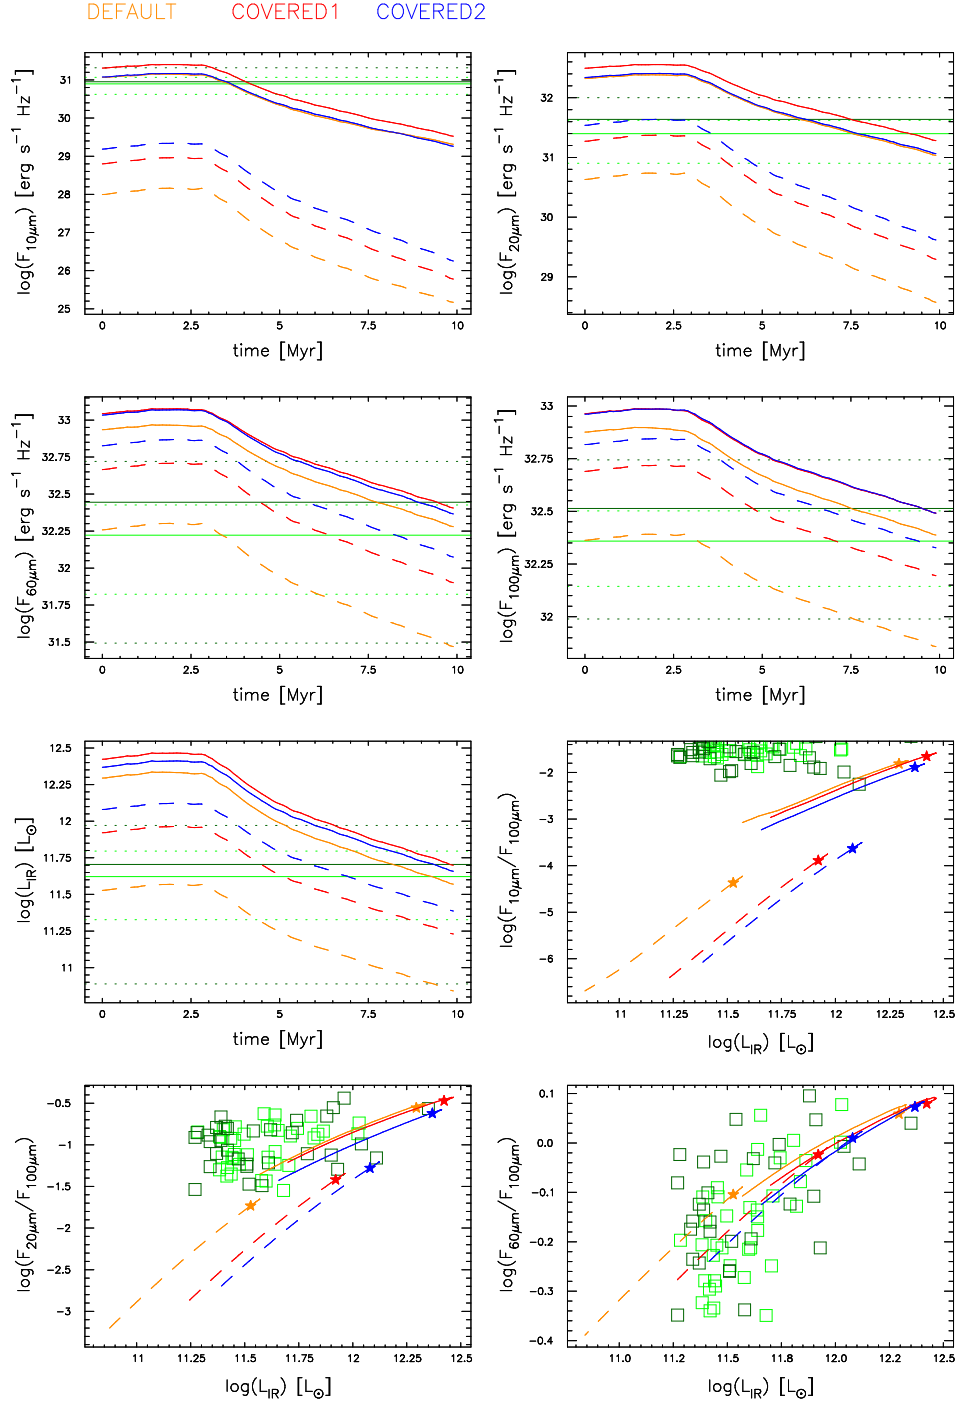 DEFAULT COVERED1 COVERED2
log(F10μm) [erg s−1 Hz−1]
31
30
29
28
27
26
25
0 2.5 5 7.5 10
time [Myr]
log(F20μm) [erg s−1 Hz−1]
32
31
30
29
0 2.5 5 7.5 10
time [Myr]
log(F60μm) [erg s−1 Hz−1]
33
32.75
32.5
32.25
32
31.75
31.5
0 2.5 5 7.5 10
time [Myr]
log(F100μm) [erg s−1 Hz−1]
33
32.75
32.5
32.25
32
0 2.5 5 7.5 10
time [Myr]
log(LIR) [L⊙]
12.5
12.25
12
11.75
11.5
11.25
11
0 2.5 5 7.5 10
time [Myr]
log(F10μm/F100μm)
−2
−3
−4
−5
−6
11 11.25 11.5 11.75 12 12.25 12.5
log(LIR) [L⊙]
log(F20μm/F100μm)
−0.5
−1
−1.5
−2
−2.5
−3
11 11.25 11.5 11.75 12 12.25 12.5
log(LIR) [L⊙]
log(F60μm/F100μm)
0.1
0.0
−0.1
−0.2
−0.3
−0.4
11.0 11.2 11.5 11.8 12.0 12.2 12.5
log(LIR) [L⊙]